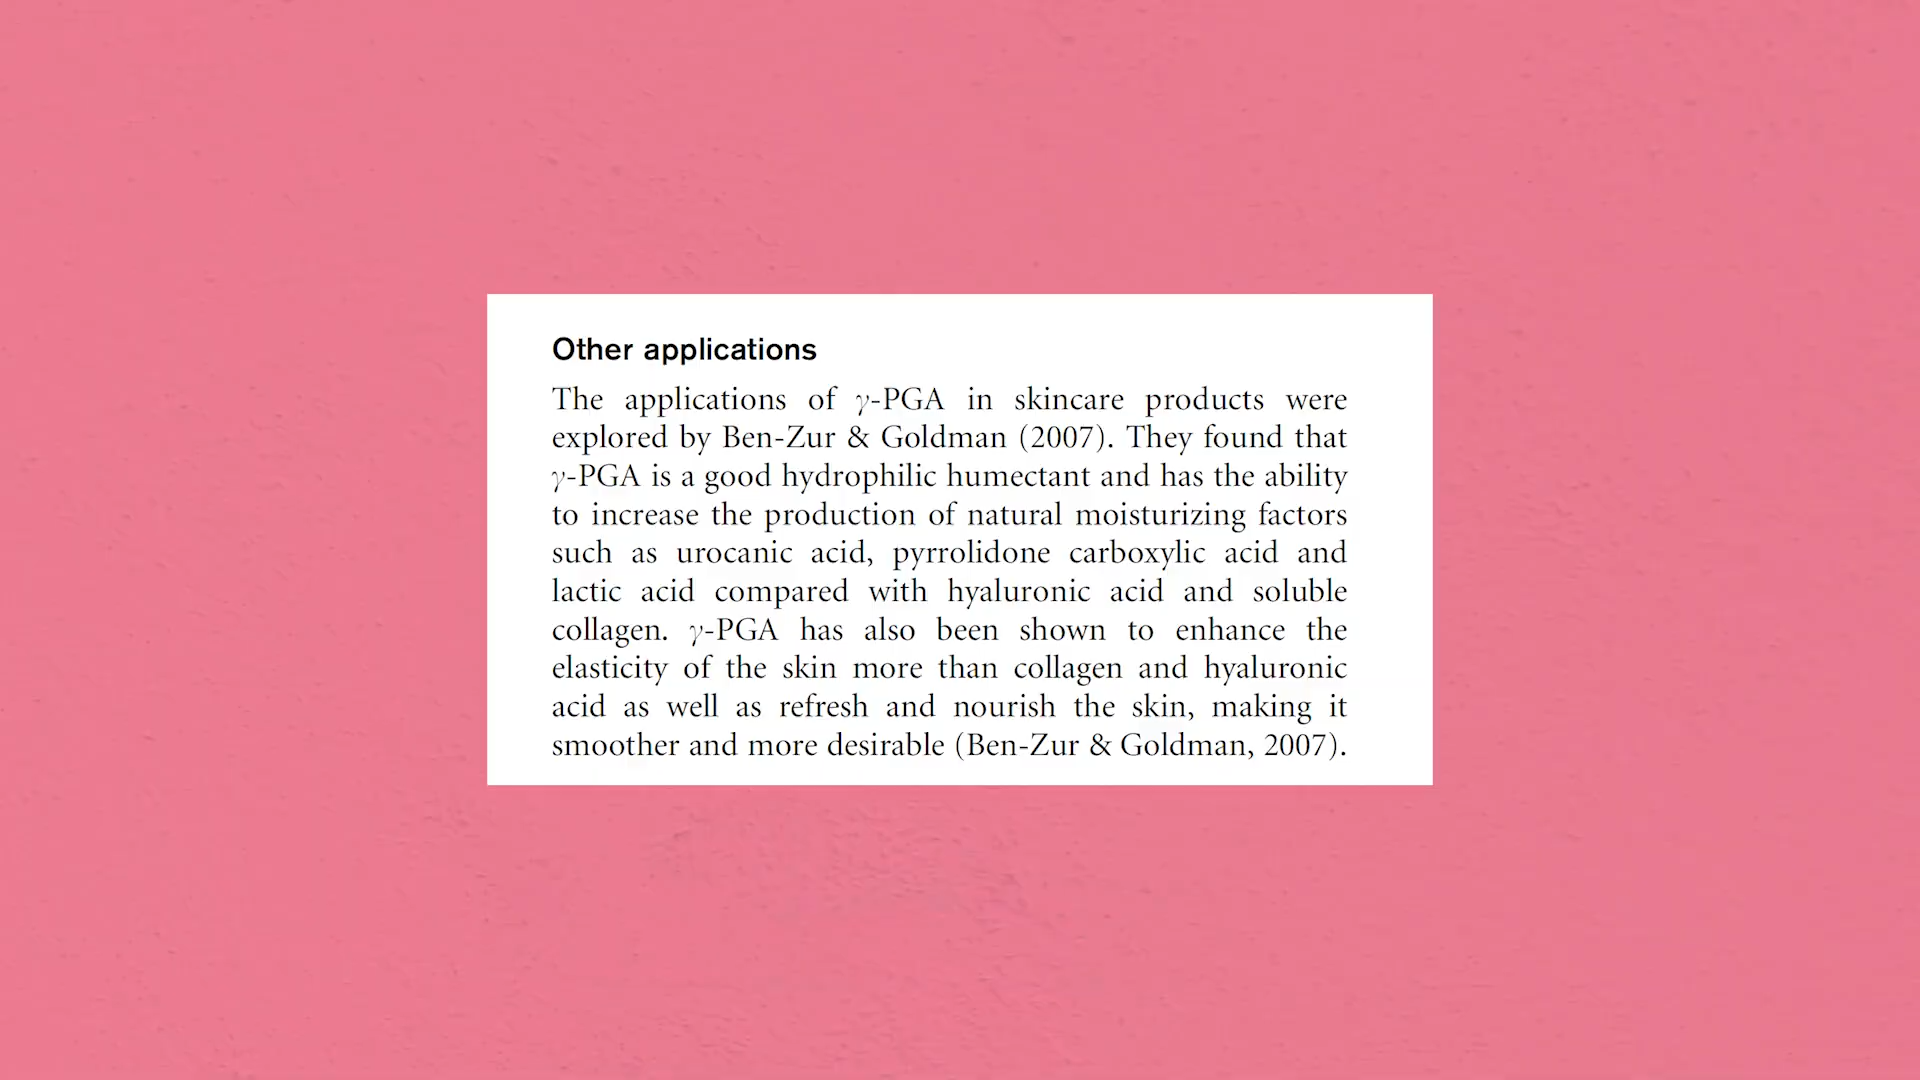 Other applications
The applications of γ-PGA in skincare products were
explored by Ben-Zur & Goldman (2007). They found that
γ-PGA is a good hydrophilic humectant and has the ability
to increase the production of natural moisturizing factors
such as urocanic acid, pyrrolidone carboxylic acid and
lactic acid compared with hyaluronic acid and soluble
collagen. γ-PGA has also been shown to enhance the
elasticity of the skin more than collagen and hyaluronic
acid as well as refresh and nourish the skin, making it
smoother and more desirable (Ben-Zur & Goldman, 2007).